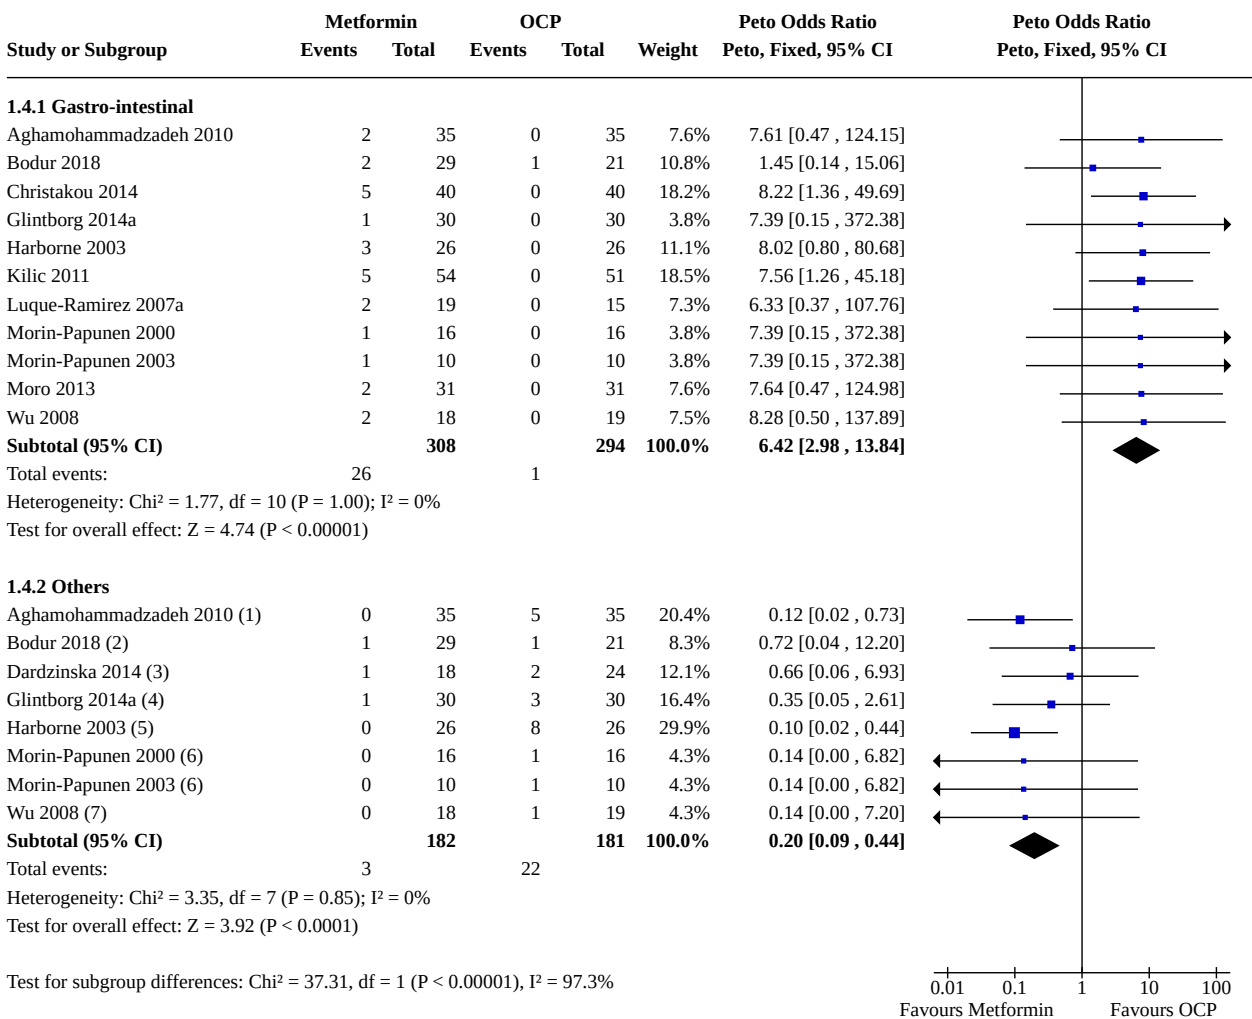 Metformin OCP Peto Odds Ratio Peto Odds Ratio
Study or Subgroup Events Total Events Total Weight Peto, Fixed, 95% CI Peto, Fixed, 95% CI
1.4.1 Gastro-intestinal
Aghamohammadzadeh 2010 2 35 0 35 7.6% 7.61 [0.47 , 124.15]
Bodur 2018 2 29 1 21 10.8% 1.45 [0.14 , 15.06]
Christakou 2014 5 40 0 40 18.2% 8.22 [1.36 , 49.69]
Glintborg 2014a 1 30 0 30 3.8% 7.39 [0.15 , 372.38]
Harborne 2003 3 26 0 26 11.1% 8.02 [0.80 , 80.68]
Kilic 2011 5 54 0 51 18.5% 7.56 [1.26 , 45.18]
Luque-Ramirez 2007a 2 19 0 15 7.3% 6.33 [0.37 , 107.76]
Morin-Papunen 2000 1 16 0 16 3.8% 7.39 [0.15 , 372.38]
Morin-Papunen 2003 1 10 0 10 3.8% 7.39 [0.15 , 372.38]
Moro 2013 2 31 0 31 7.6% 7.64 [0.47 , 124.98]
Wu 2008 2 18 0 19 7.5% 8.28 [0.50 , 137.89]
Subtotal (95% CI) 308 294 100.0% 6.42 [2.98 , 13.84]
Total events: 26 1
Heterogeneity: Chi² = 1.77, df = 10 (P = 1.00); I² = 0%
Test for overall effect: Z = 4.74 (P < 0.00001)
1.4.2 Others
Aghamohammadzadeh 2010 (1) 0 35 5 35 20.4% 0.12 [0.02 , 0.73]
Bodur 2018 (2) 1 29 1 21 8.3% 0.72 [0.04 , 12.20]
Dardzinska 2014 (3) 1 18 2 24 12.1% 0.66 [0.06 , 6.93]
Glintborg 2014a (4) 1 30 3 30 16.4% 0.35 [0.05 , 2.61]
Harborne 2003 (5) 0 26 8 26 29.9% 0.10 [0.02 , 0.44]
Morin-Papunen 2000 (6) 0 16 1 16 4.3% 0.14 [0.00 , 6.82]
Morin-Papunen 2003 (6) 0 10 1 10 4.3% 0.14 [0.00 , 6.82]
Wu 2008 (7) 0 18 1 19 4.3% 0.14 [0.00 , 7.20]
Subtotal (95% CI) 182 181 100.0% 0.20 [0.09 , 0.44]
Total events: 3 22
Heterogeneity: Chi² = 3.35, df = 7 (P = 0.85); I² = 0%
Test for overall effect: Z = 3.92 (P < 0.0001)
Test for subgroup differences: Chi² = 37.31, df = 1 (P < 0.00001), I² = 97.3%
0.01 0.1 1 10 100
Favours Metformin Favours OCP